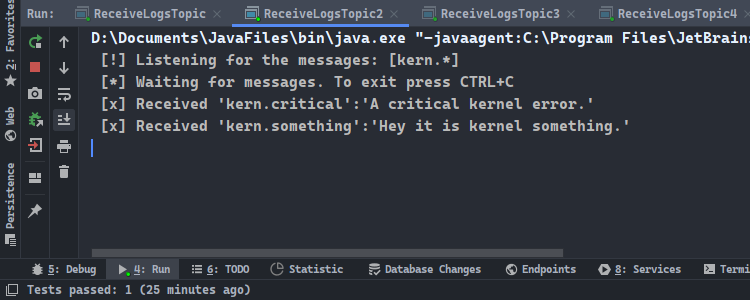 Run: ReceiveLogsTopic ReceiveLogsTopic2 ReceiveLogsTopic3 ReceiveLogsTopic4
2: Favorites
Web
Persistence
D:\Documents\JavaFiles\bin\java.exe "-javaagent:C:\Program Files\JetBrains
[!] Listening for the messages: [kern.*]
[*] Waiting for messages. To exit press CTRL+C
[x] Received 'kern.critical':'A critical kernel error.'
[x] Received 'kern.something':'Hey it is kernel something.'
5: Debug 4: Run 6: TODO Statistic Database Changes Endpoints 8: Services Termi
Tests passed: 1 (25 minutes ago)